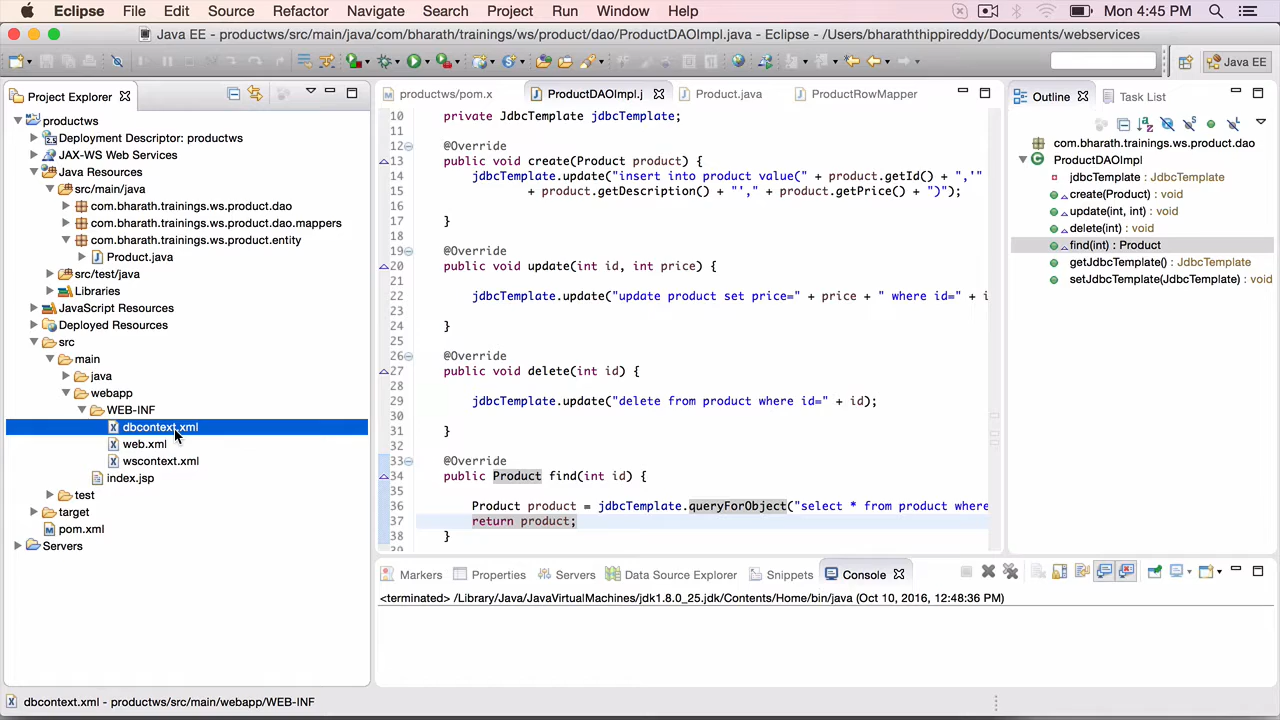 Eclipse File Edit Source Refactor Navigate Search Project Run Window Help Mon 4:45 PM
Java EE - productws/src/main/java/com/bharath/trainings/ws/product/dao/ProductDAOImpl.java - Eclipse - /Users/bharaththippireddy/Documents/webservices
Java EE
Project Explorer
productws
Deployment Descriptor: productws
JAX-WS Web Services
Java Resources
src/main/java
com.bharath.trainings.ws.product.dao
com.bharath.trainings.ws.product.dao.mappers
com.bharath.trainings.ws.product.entity
Product.java
src/test/java
Libraries
JavaScript Resources
Deployed Resources
src
main
java
webapp
WEB-INF
dbcontext.xml
web.xml
wscontext.xml
index.jsp
test
target
pom.xml
Servers
productws/pom.x ProductDAOImpl.j Product.java ProductRowMapper
10 private JdbcTemplate jdbcTemplate;
11
12 @Override
13 public void create(Product product) {
14 jdbcTemplate.update("insert into product value(" + product.getId() + ",'"
15 + product.getDescription() + "'," + product.getPrice() + ")");
16
17 }
18
19 @Override
20 public void update(int id, int price) {
21
22 jdbcTemplate.update("update product set price=" + price + " where id=" + i
23
24 }
25
26 @Override
27 public void delete(int id) {
28
29 jdbcTemplate.update("delete from product where id=" + id);
30
31 }
32
33 @Override
34 public Product find(int id) {
35
36 Product product = jdbcTemplate.queryForObject("select * from product where
37 return product;
38 }
39
Outline Task List
com.bharath.trainings.ws.product.dao
ProductDAOImpl
jdbcTemplate : JdbcTemplate
create(Product) : void
update(int, int) : void
delete(int) : void
find(int) : Product
getJdbcTemplate() : JdbcTemplate
setJdbcTemplate(JdbcTemplate) : void
Markers Properties Servers Data Source Explorer Snippets Console
<terminated> /Library/Java/JavaVirtualMachines/jdk1.8.0_25.jdk/Contents/Home/bin/java (Oct 10, 2016, 12:48:36 PM)
dbcontext.xml - productws/src/main/webapp/WEB-INF